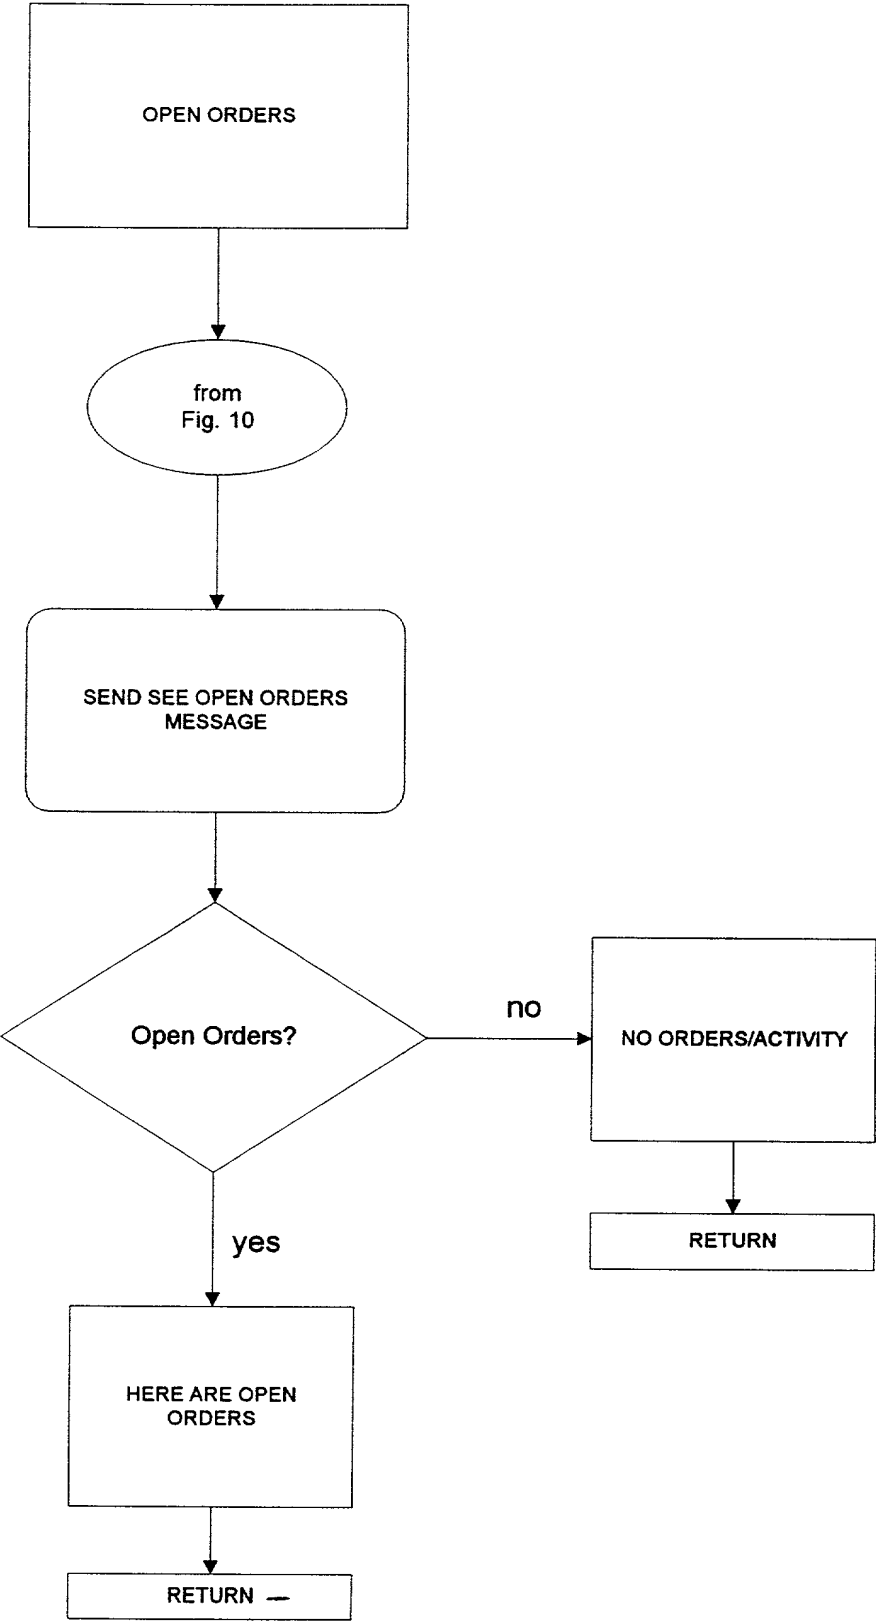 OPEN ORDERS
from
Fig. 10
SEND SEE OPEN ORDERS
MESSAGE
Open Orders?
no
NO ORDERS/ACTIVITY
RETURN
yes
HERE ARE OPEN
ORDERS
RETURN